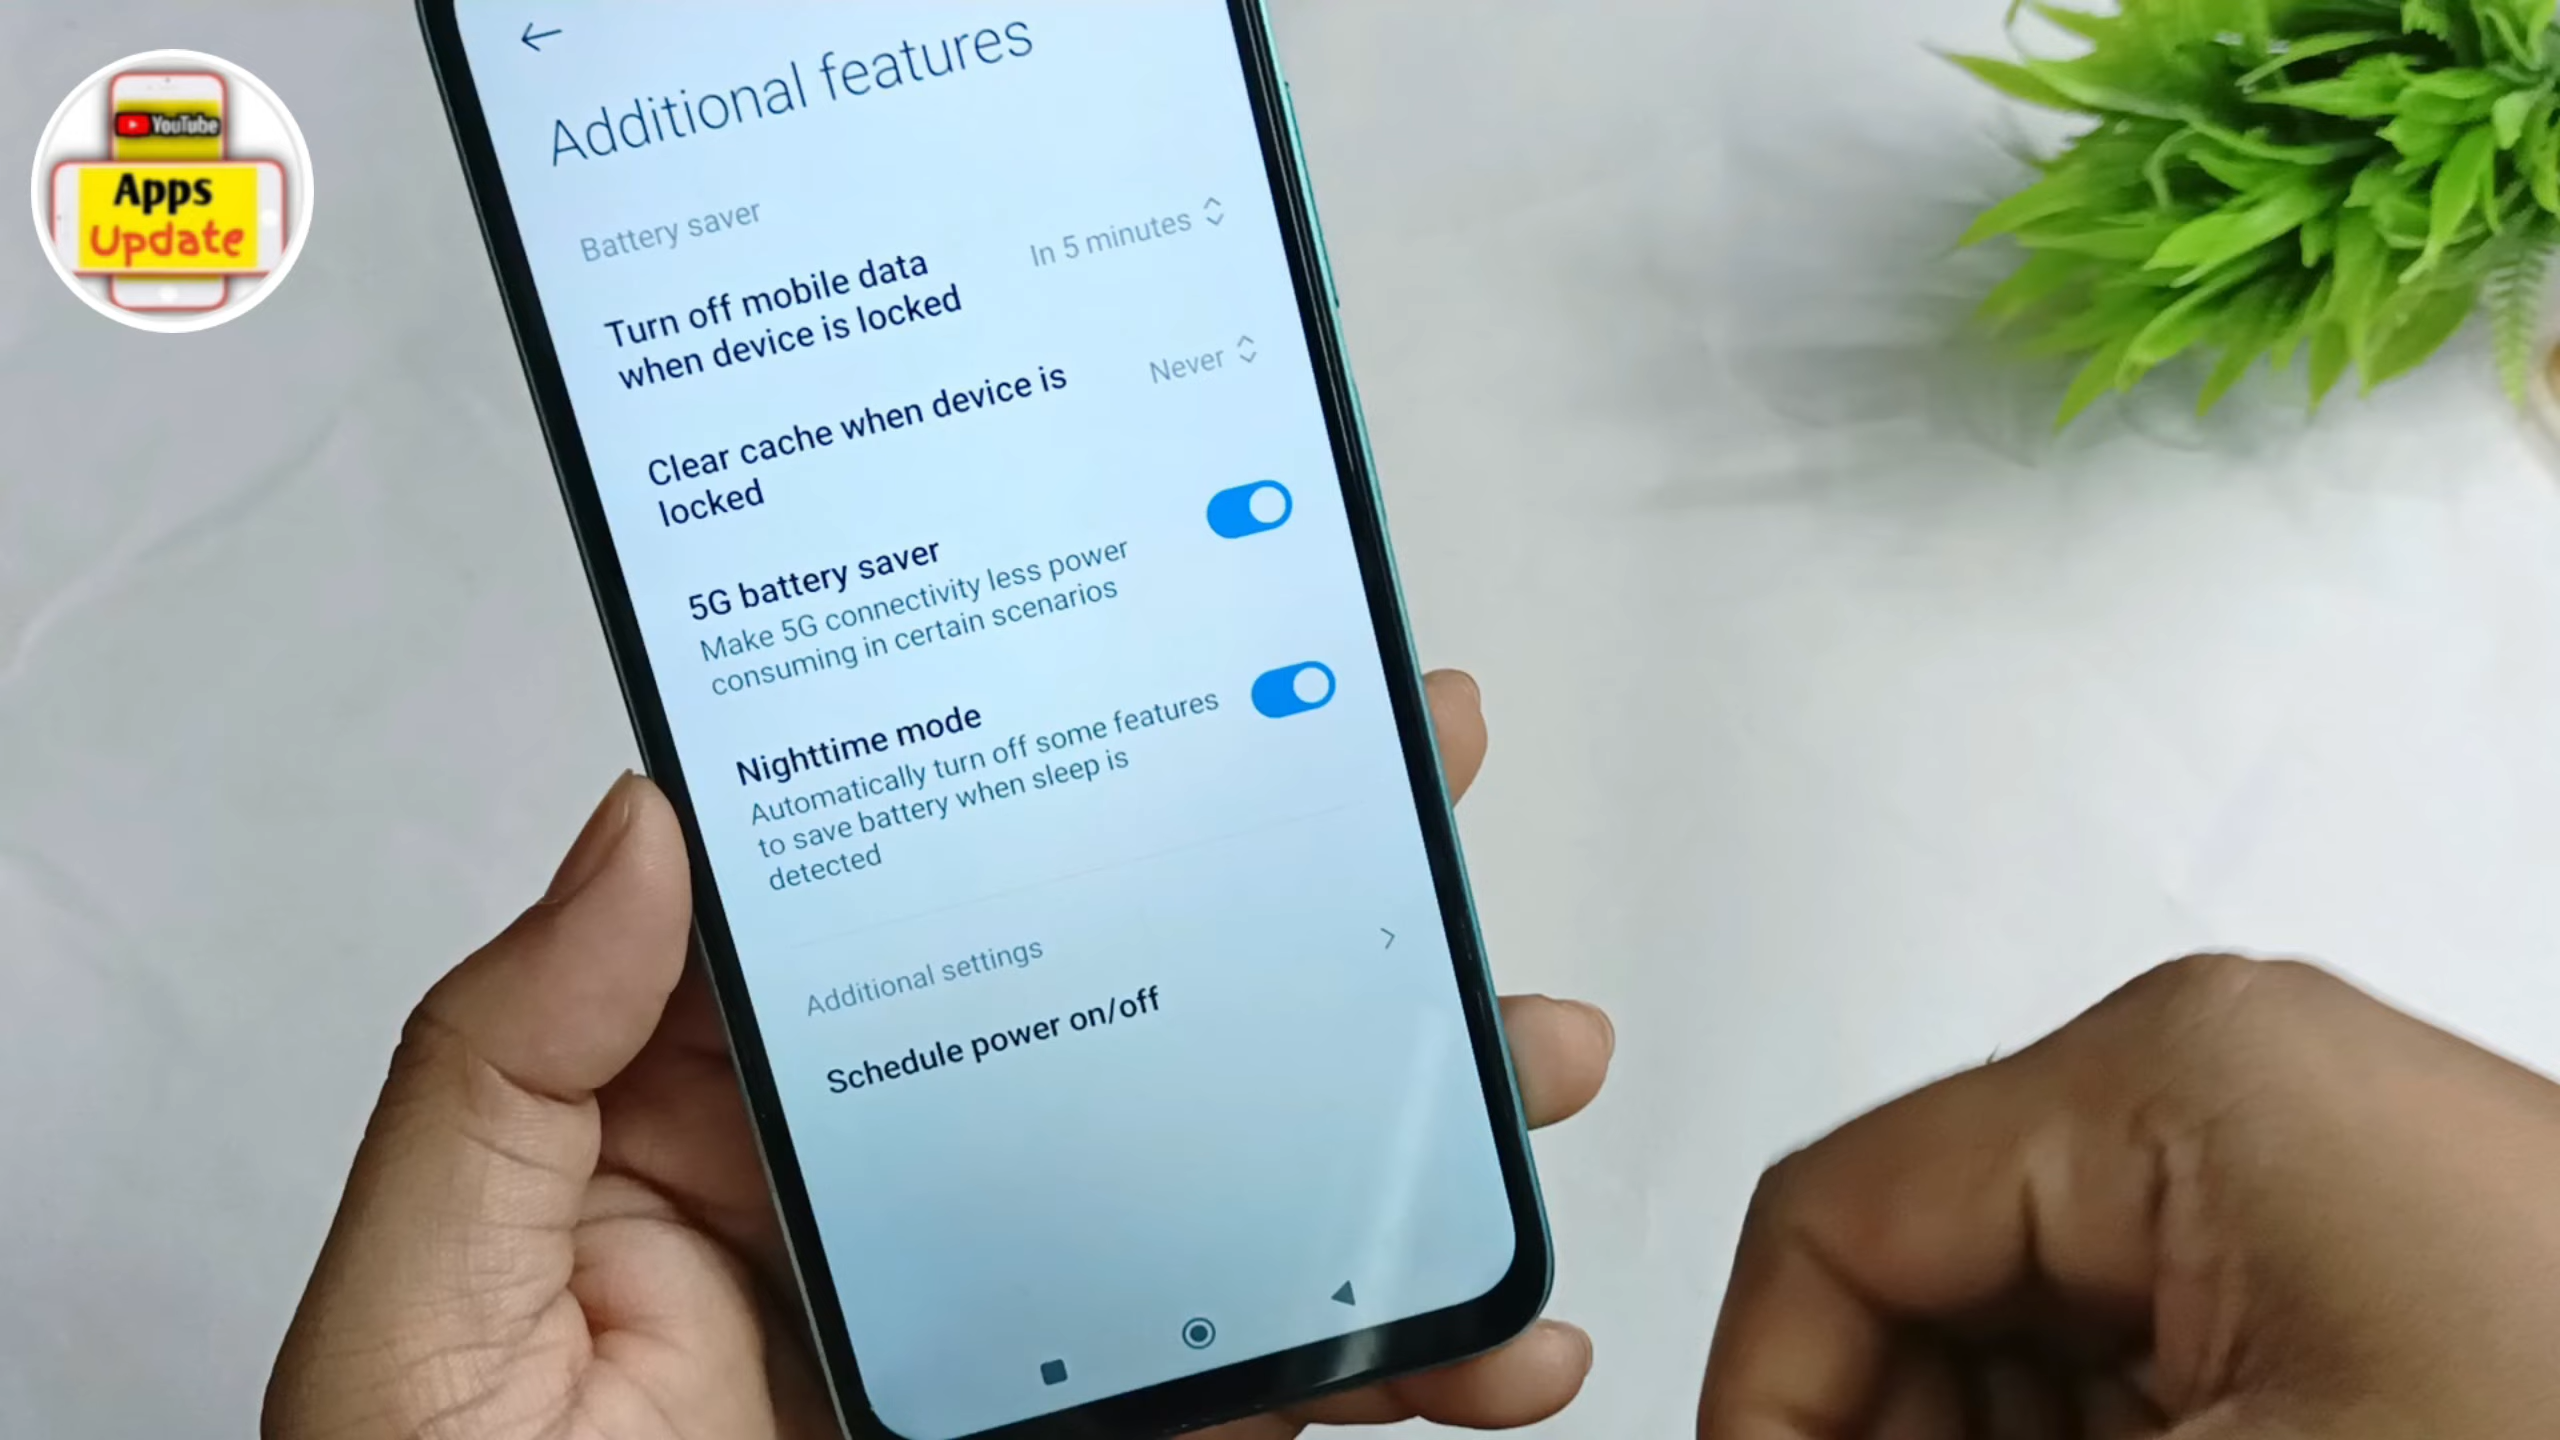 YouTube
Apps
Update
Additional features
Battery saver
Turn off mobile data
when device is locked
In 5 minutes
Clear cache when device is
locked
Never
5G battery saver
Make 5G connectivity less power
consuming in certain scenarios
Nighttime mode
Automatically turn off some features
to save battery when sleep is
detected
Additional settings
Schedule power on/off